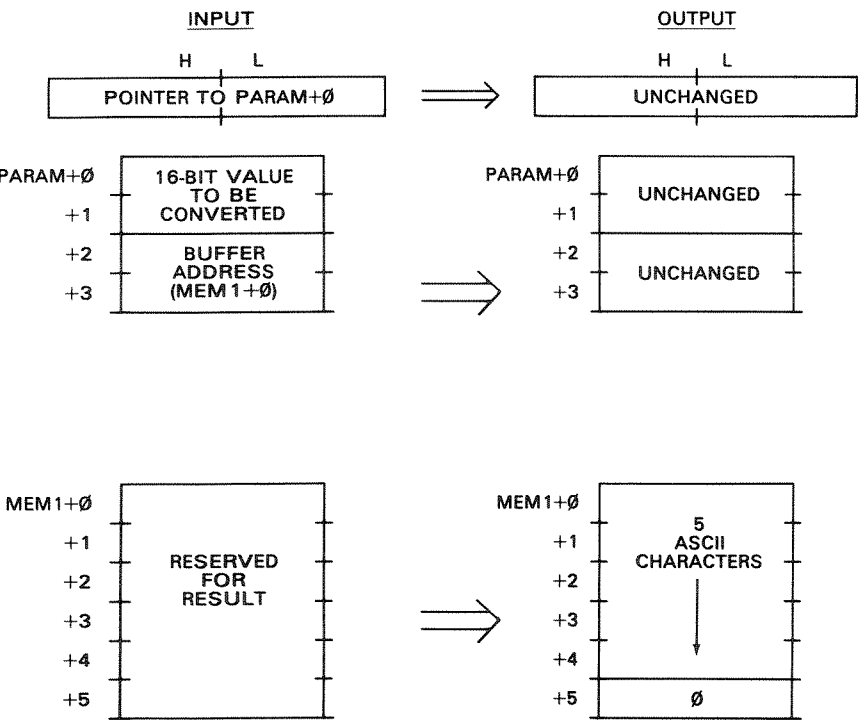 INPUT
OUTPUT
H L
H L
POINTER TO PARAM+Ø
UNCHANGED
PARAM+Ø
+1
+2
+3
16-BIT VALUE
TO BE
CONVERTED
BUFFER
ADDRESS
(MEM1+Ø)
PARAM+Ø
+1
+2
+3
UNCHANGED
UNCHANGED
MEM1+Ø
+1
+2
+3
+4
+5
RESERVED
FOR
RESULT
MEM1+Ø
+1
+2
+3
+4
+5
5
ASCII
CHARACTERS
Ø